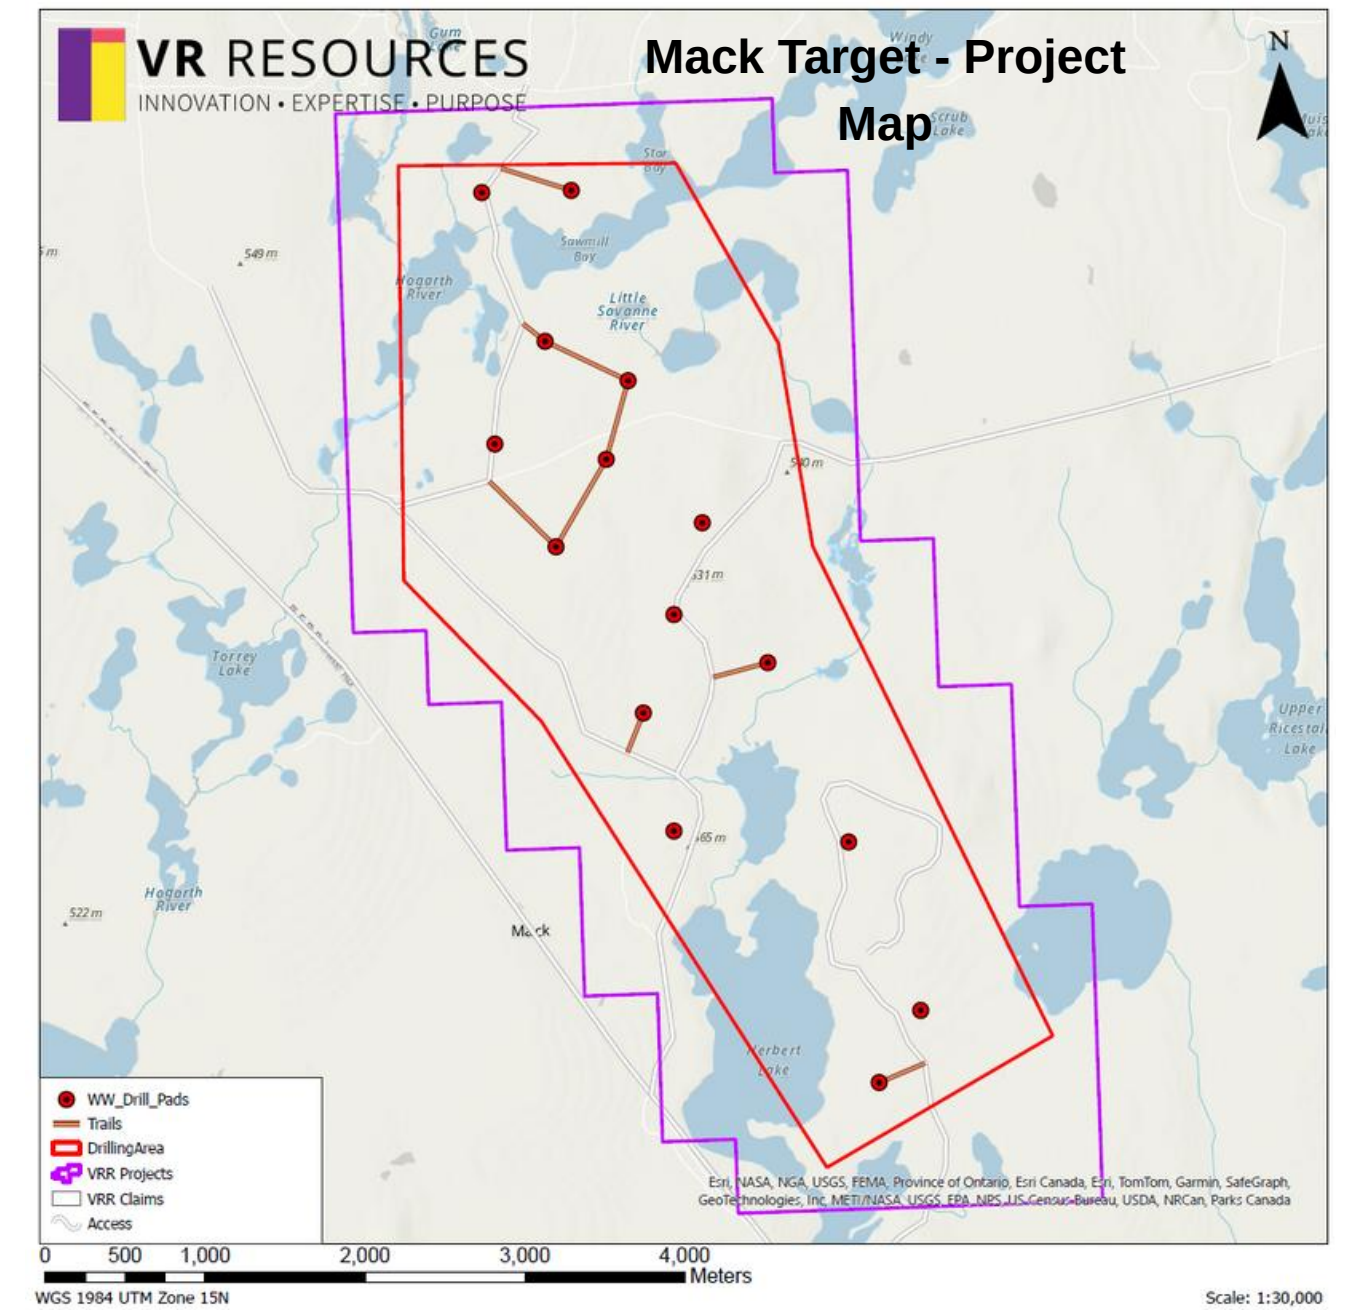 VR RESOURCES
INNOVATION • EXPERTISE • PURPOSE
Mack Target - Project
Map
N
Gum
Windy
Scrub
Lake
Star
Bay
Sawmill
Bay
549 m
Hogarth
River
Little
Savanne
River
540 m
531 m
Torrey
Lake
Upper
Lake
Hogarth
River
522 m
Mack
Herbert
Lake
WW_Drill_Pads
Trails
DrillingArea
VRR Projects
VRR Claims
Access
Esri, NASA, NGA, USGS, FEMA, Province of Ontario, Esri Canada, Esri, TomTom, Garmin, SafeGraph,
GeoTechnologies, Inc, METI/NASA, USGS, EPA, NPS, US Census Bureau, USDA, NRCan, Parks Canada
0 500 1,000 2,000 3,000 4,000
Meters
WGS 1984 UTM Zone 15N
Scale: 1:30,000